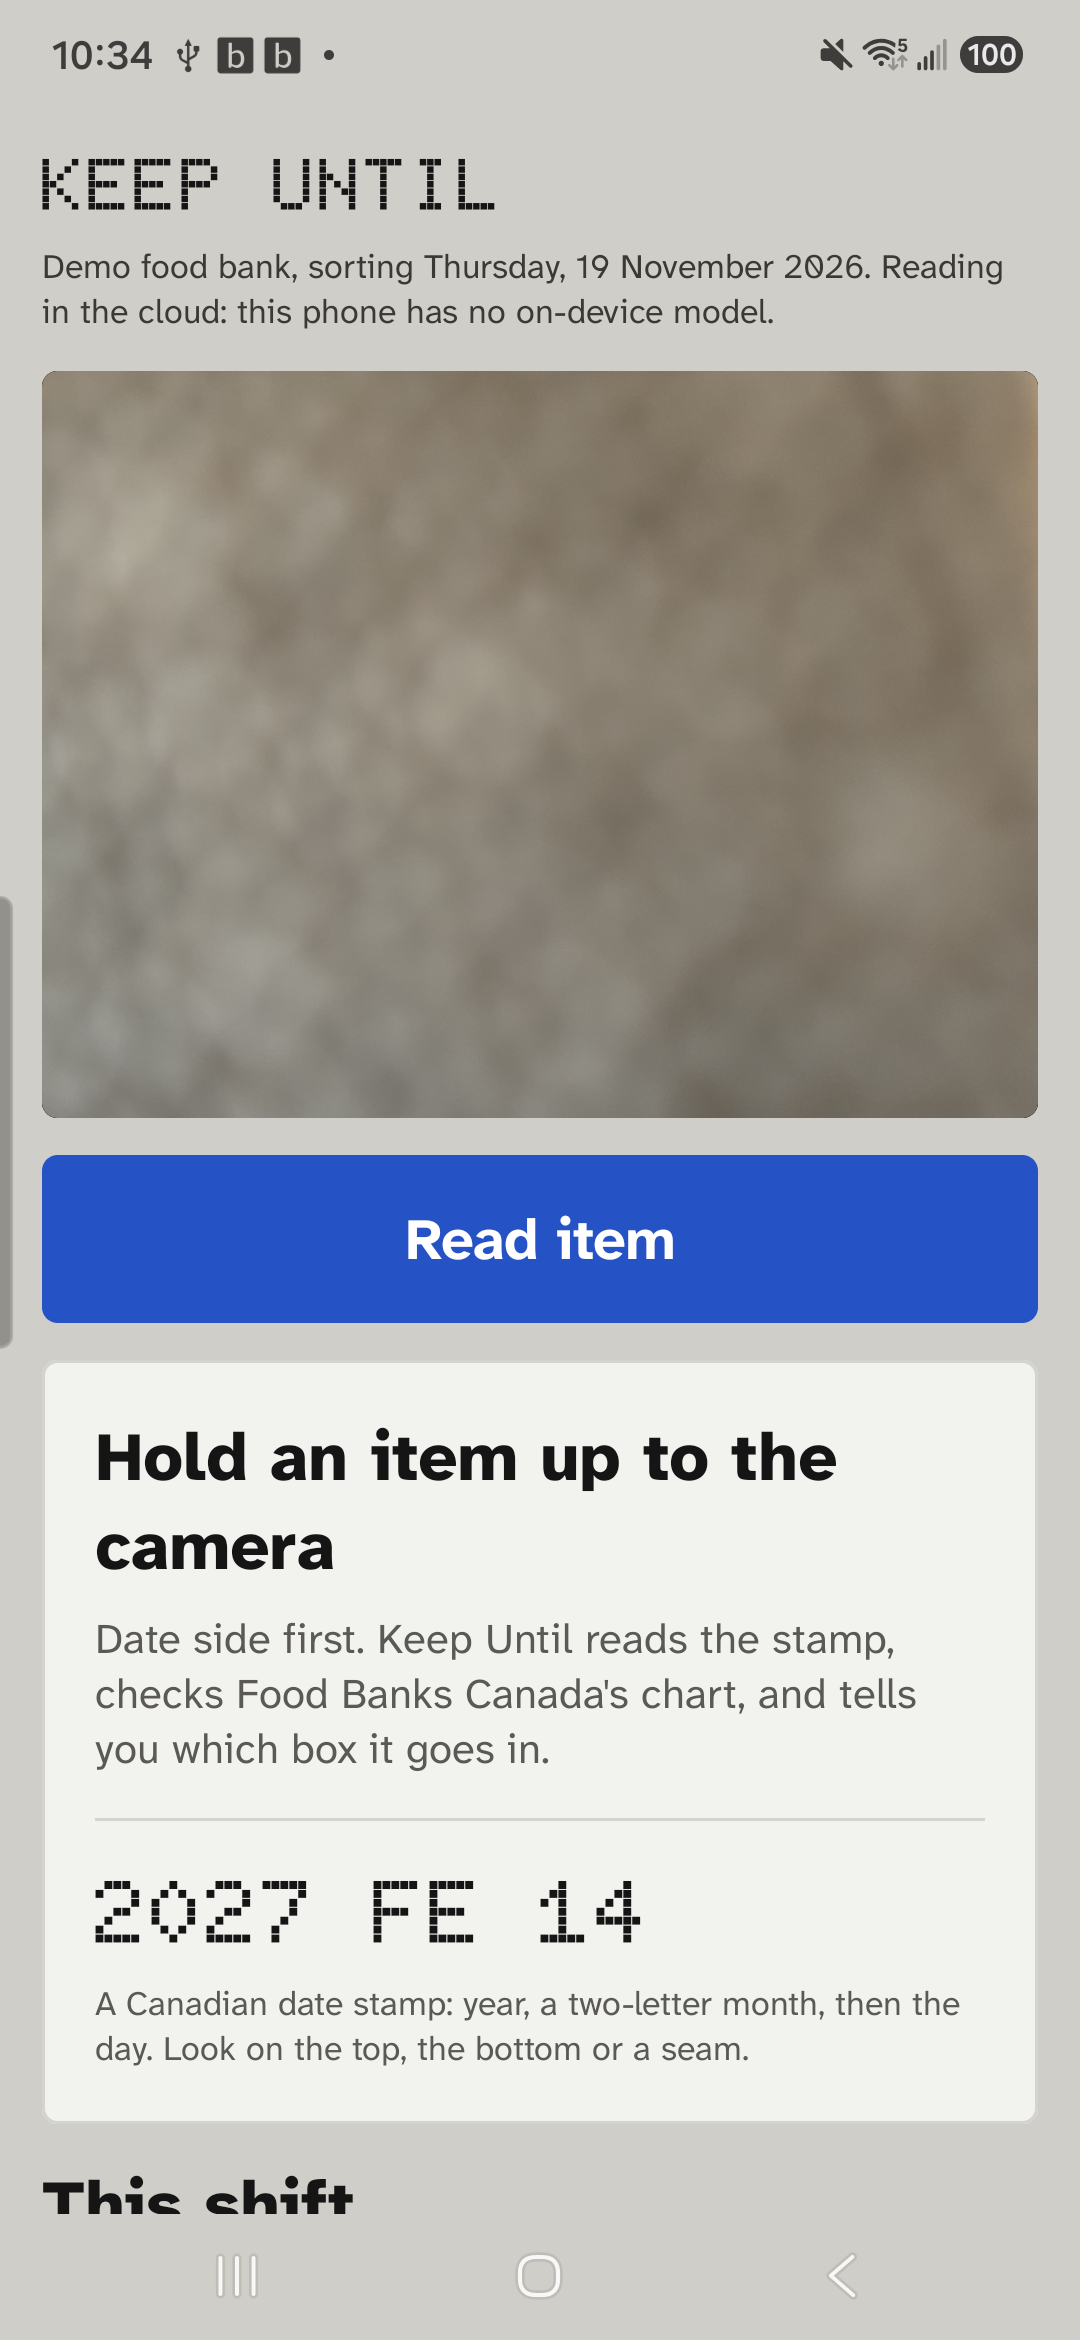 10:34 b b 5 100
KEEP UNTIL
Demo food bank, sorting Thursday, 19 November 2026. Reading
in the cloud: this phone has no on-device model.
Read item
Hold an item up to the
camera
Date side first. Keep Until reads the stamp,
checks Food Banks Canada's chart, and tells
you which box it goes in.
2027 FE 14
A Canadian date stamp: year, a two-letter month, then the
day. Look on the top, the bottom or a seam.
This shift